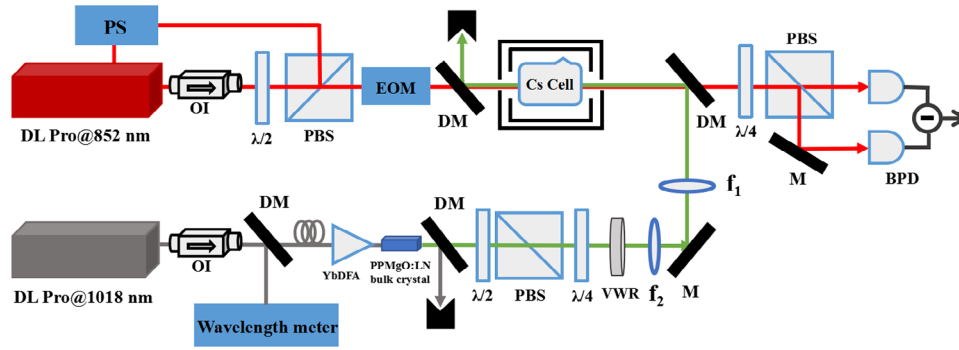 PS
PBS
EOM
Cs Cell
OI
DM
DM
λ/4
λ/2
PBS
DL Pro@852 nm
M
BPD
f1
DM
DM
YbDFA
PPMgO:LN
bulk crystal
OI
λ/2
PBS
λ/4
VWR
f2
M
DL Pro@1018 nm
Wavelength meter